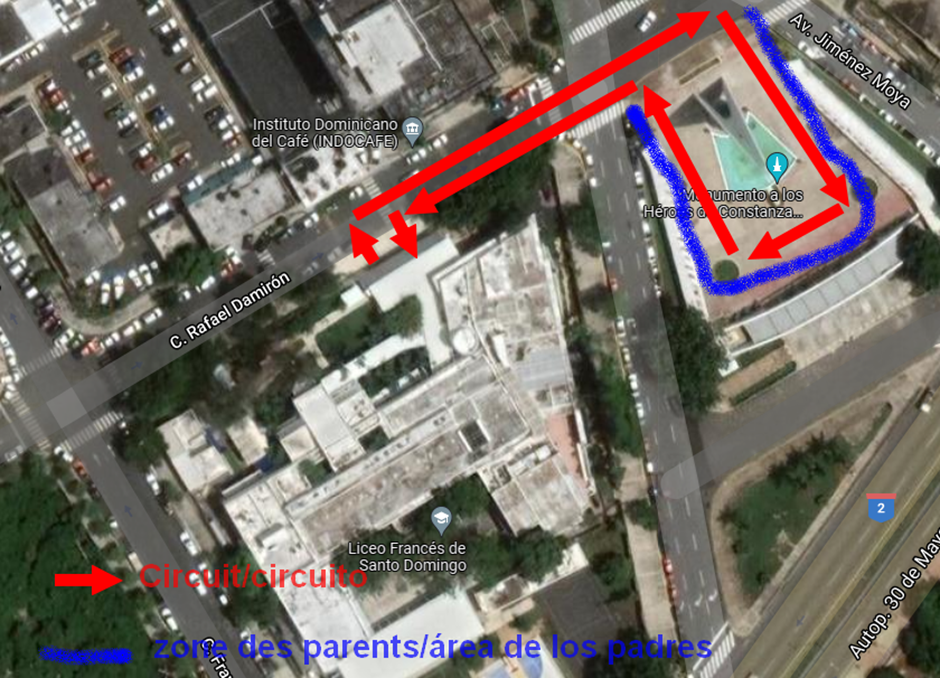 Av. Jiménez Moya
Instituto Dominicano
del Café (INDOCAFE)
Monumento a los
Héroes de Constanza...
C. Rafael Damirón
2
Liceo Francés de
Santo Domingo
Circuit/circuito
Autop. 30 de May
zone des parents/área de los padres